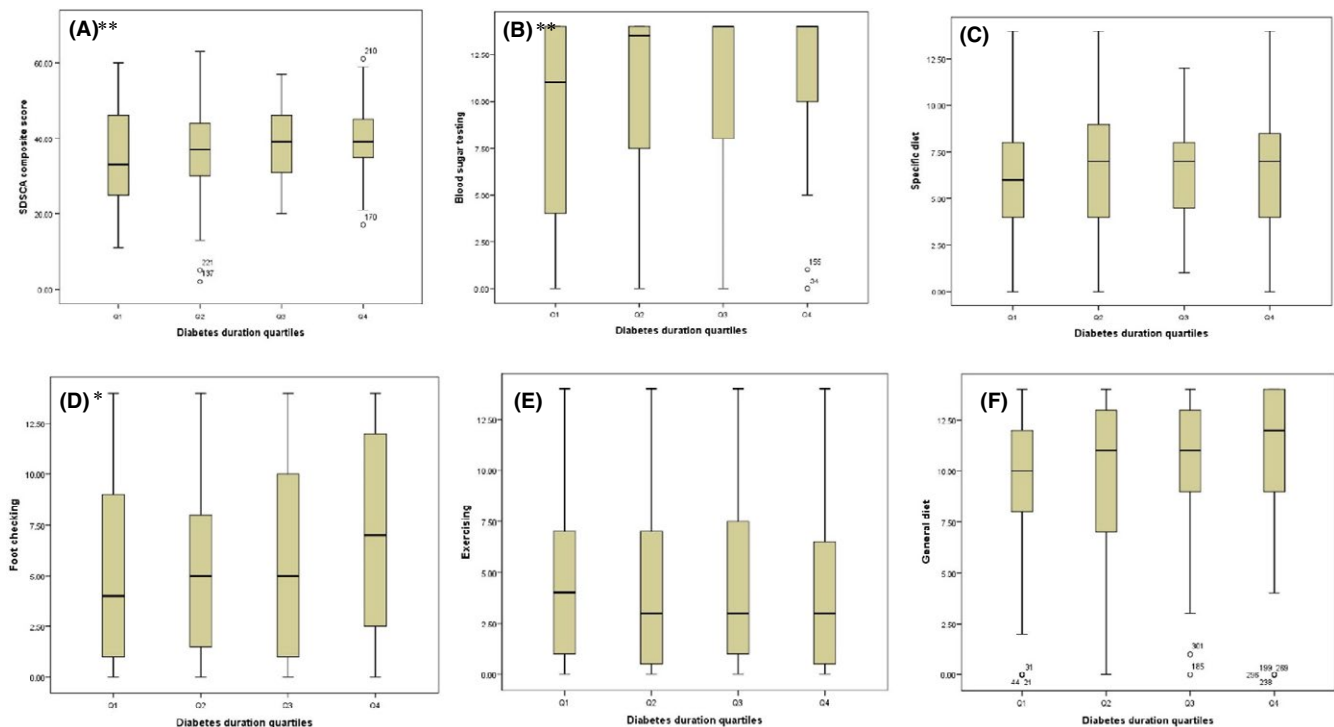 (A)**
SDSCA composite score
60.00
40.00
20.00
0.00
210
170
221
137
Q1 Q2 Q3 Q4
Diabetes duration quartiles
(B)**
Blood sugar testing
12.50
10.00
7.50
5.00
2.50
0.00
Q1 Q2 Q3 Q4
Diabetes duration quartiles
(C)
Specific diet
12.50
10.00
7.50
5.00
2.50
0.00
Q1 Q2 Q3 Q4
Diabetes duration quartiles
(D)*
Foot checking
12.50
10.00
7.50
5.00
2.50
0.00
Q1 Q2 Q3 Q4
Diabetes duration quartiles
(E)
Exercising
12.50
10.00
7.50
5.00
2.50
0.00
Q1 Q2 Q3 Q4
Diabetes duration quartiles
(F)
General diet
12.50
10.00
7.50
5.00
2.50
0.00
31
44 21
301
185
199
238
Q1 Q2 Q3 Q4
Diabetes duration quartiles